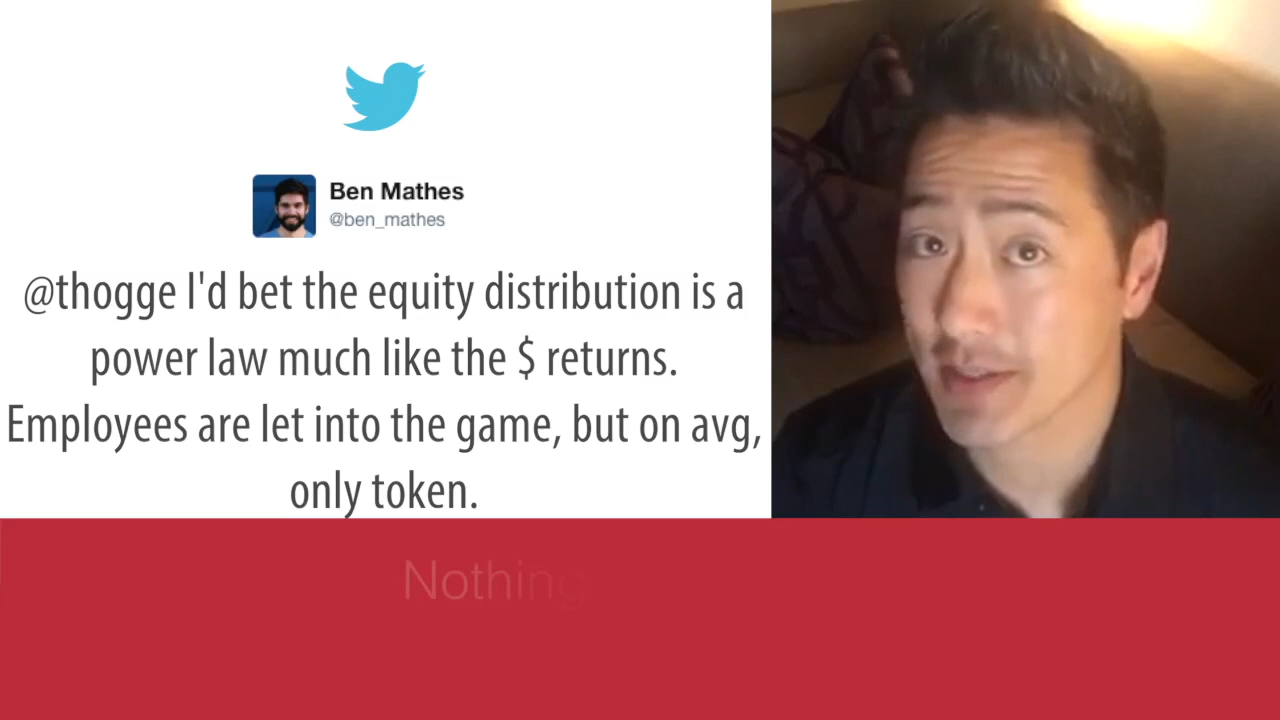 Ben Mathes
@ben_mathes
@thogge I'd bet the equity distribution is a
power law much like the $ returns.
Employees are let into the game, but on avg,
only token.
Nothing